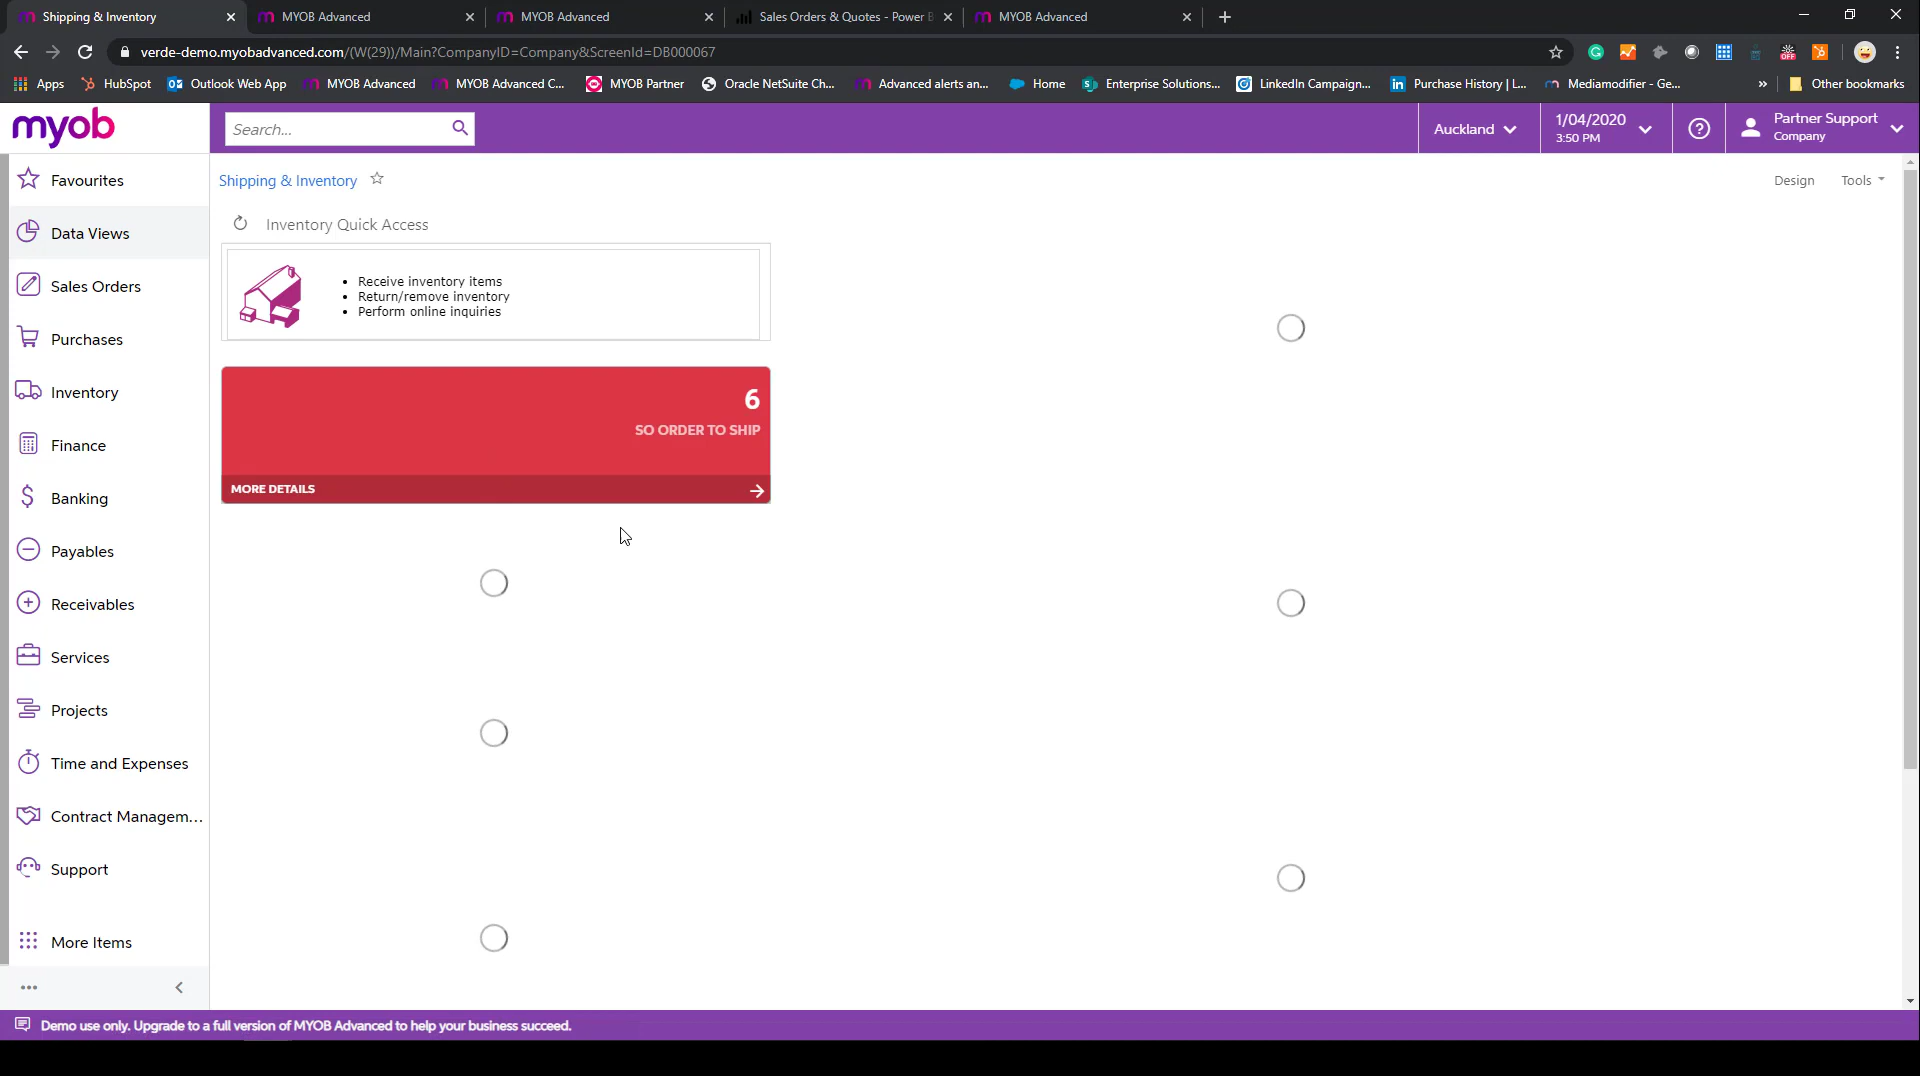 Shipping & Inventory
MYOB Advanced
MYOB Advanced
Sales Orders & Quotes - Power B
MYOB Advanced
verde-demo.myobadvanced.com/(W(29))/Main?CompanyID=Company&ScreenId=DB000067
OFF
Apps
HubSpot
Outlook Web App
MYOB Advanced
MYOB Advanced C...
MYOB Partner
Oracle NetSuite Ch...
Advanced alerts an...
Home
Enterprise Solutions...
LinkedIn Campaign...
Purchase History | L...
Mediamodifier - Ge...
»
Other bookmarks
myob
Search...
Auckland
1/04/2020
3:50 PM
Partner Support
Company
Favourites
Data Views
Sales Orders
Purchases
Inventory
Finance
Banking
Payables
Receivables
Services
Projects
Time and Expenses
Contract Managem...
Support
More Items
Shipping & Inventory
Design
Tools
Inventory Quick Access
• Receive inventory items
• Return/remove inventory
• Perform online inquiries
6
SO ORDER TO SHIP
MORE DETAILS
Demo use only. Upgrade to a full version of MYOB Advanced to help your business succeed.